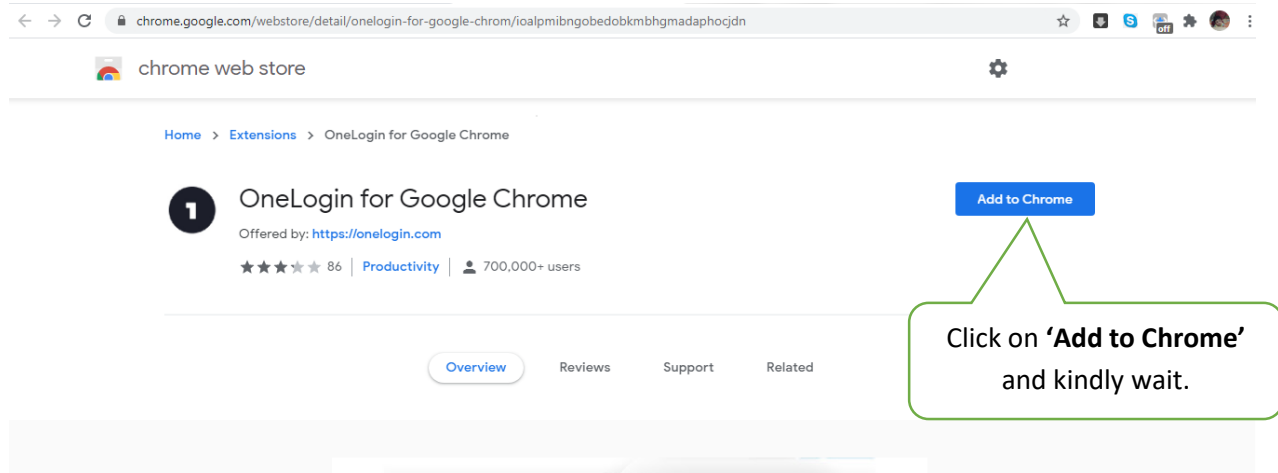 chrome.google.com/webstore/detail/onelogin-for-google-chrom/ioalpmibngobedobkmbhgmadaphocjdn
off
chrome web store
Home > Extensions > OneLogin for Google Chrome
1
OneLogin for Google Chrome
Add to Chrome
Offered by: https://onelogin.com
86 | Productivity | 700,000+ users
Click on ‘Add to Chrome’
and kindly wait.
Overview Reviews Support Related